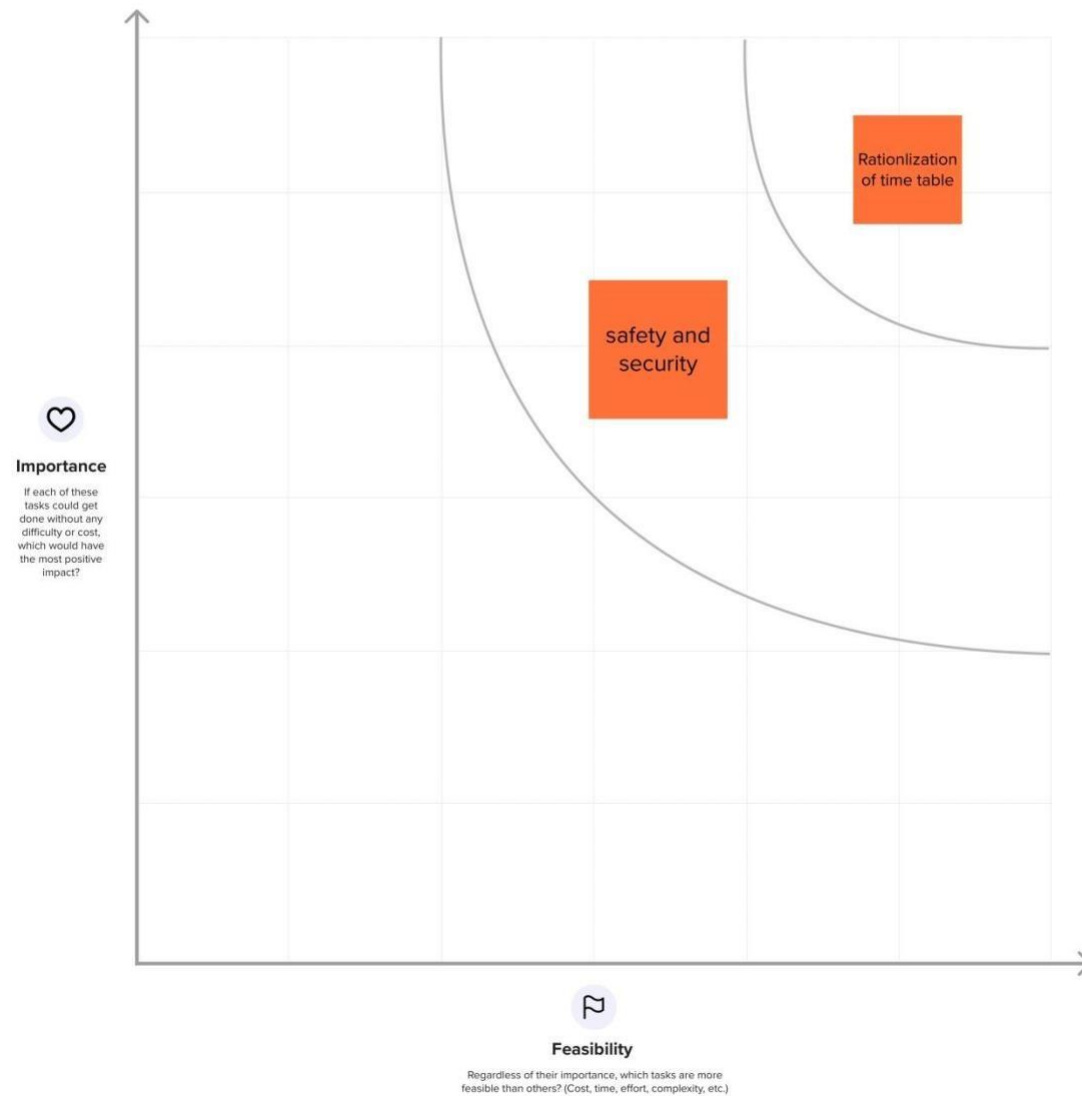 Rationlization
of time table
safety and
security
Importance
If each of these
tasks could get
done without any
difficulty or cost,
which would have
the most positive
impact?
Feasibility
Regardless of their importance, which tasks are more
feasible than others? (Cost, time, effort, complexity, etc.)